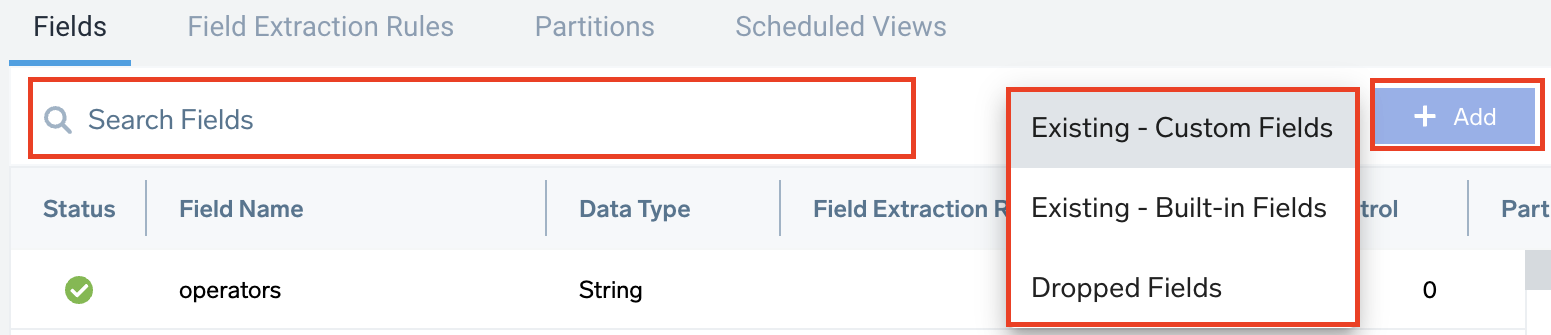 Fields Field Extraction Rules Partitions Scheduled Views
Search Fields
Existing - Custom Fields
+ Add
Status Field Name Data Type Field Extraction R
Existing - Built-in Fields
trol Part
operators String
Dropped Fields
0